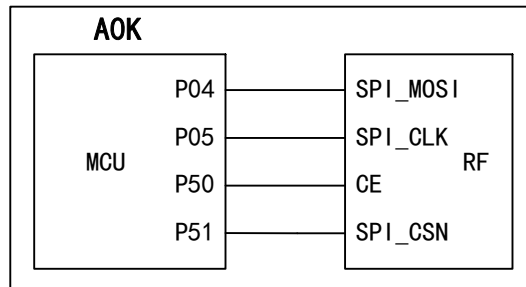 AOK
P04 SPI_MOSI
P05 SPI_CLK
MCU RF
P50 CE
P51 SPI_CSN